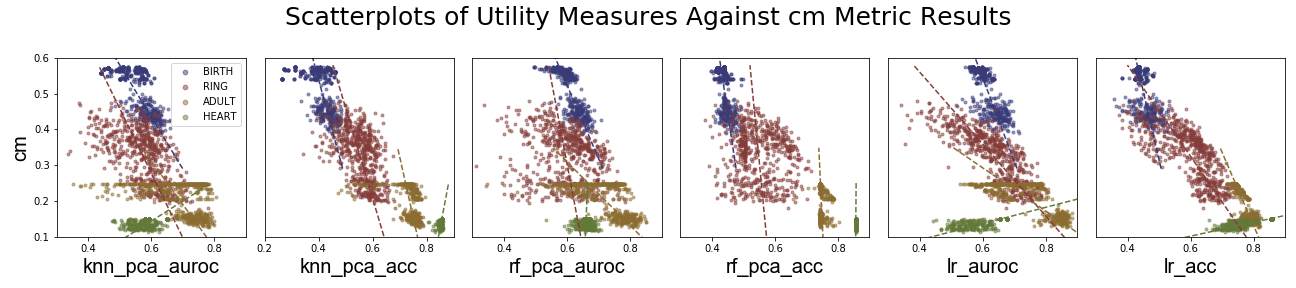 Scatterplots of Utility Measures Against cm Metric Results
cm
0.6
0.5
0.4
0.3
0.2
0.1
BIRTH
RING
ADULT
HEART
0.4 0.6 0.8
knn_pca_auroc
0.2 0.4 0.6 0.8
knn_pca_acc
0.4 0.6 0.8
rf_pca_auroc
0.4 0.6 0.8
rf_pca_acc
0.4 0.6 0.8
lr_auroc
0.4 0.6 0.8
lr_acc